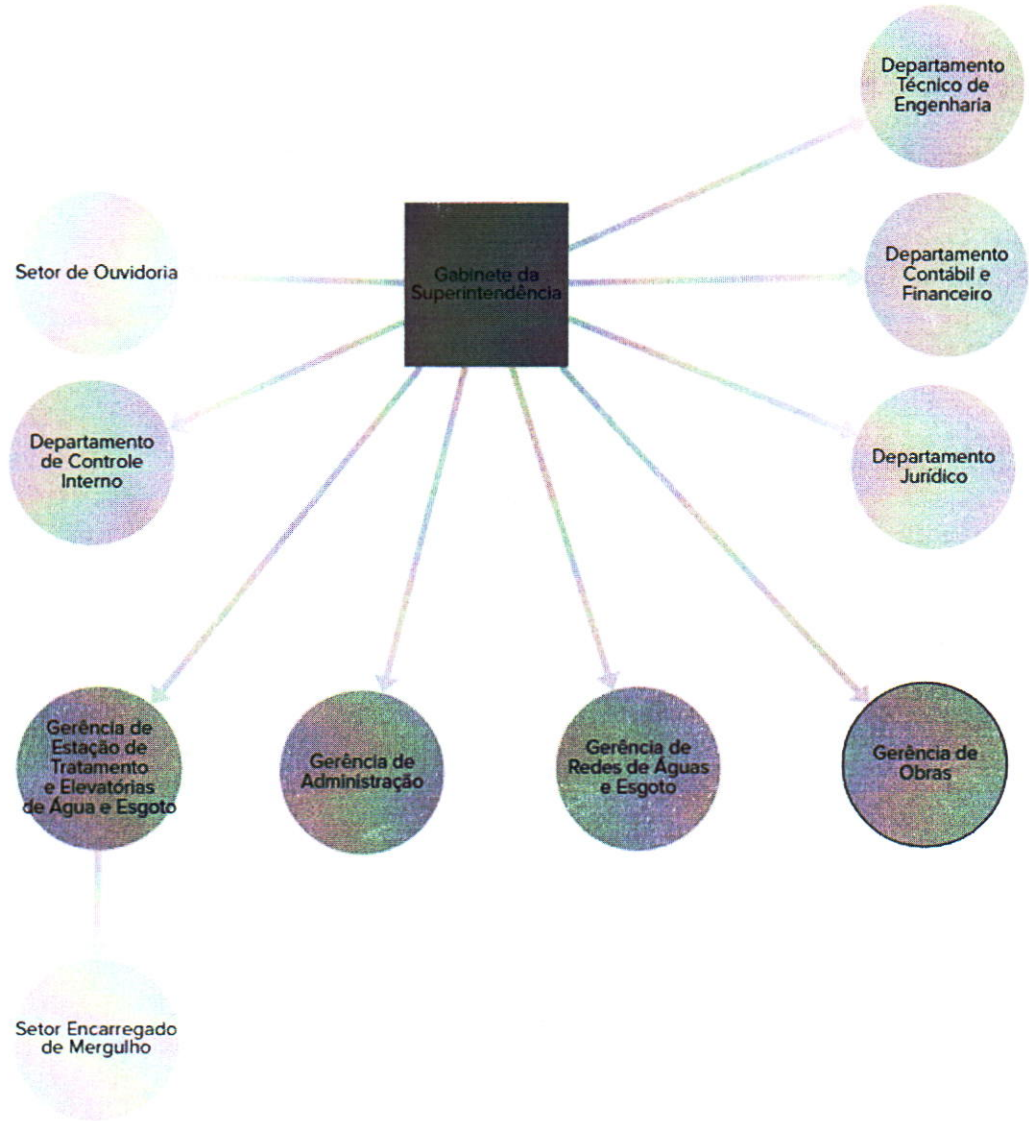 Departamento
Técnico de
Engenharia
Gabinete da
Superintendência
Setor de Ouvidoria
Departamento
Contábil e
Financeiro
Departamento
de Controle
Interno
Departamento
Jurídico
Gerência de
Estação de
Tratamento
e Elevatórias
de Água e Esgoto
Gerência de
Administração
Gerência de
Redes de Águas
e Esgoto
Gerência de
Obras
Setor Encarregado
de Mergulho